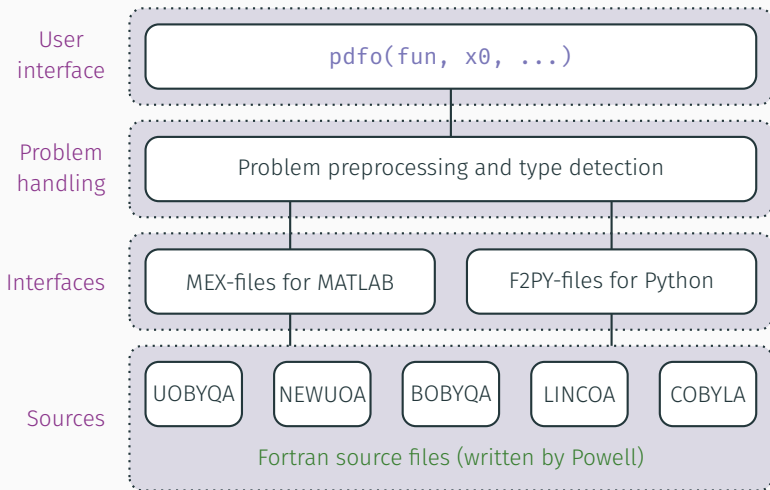 User
interface
pdfo(fun, x0, ...)
Problem
handling
Problem preprocessing and type detection
Interfaces
MEX-files for MATLAB
F2PY-files for Python
Sources
UOBYQA
NEWUOA
BOBYQA
LINCOA
COBYLA
Fortran source files (written by Powell)